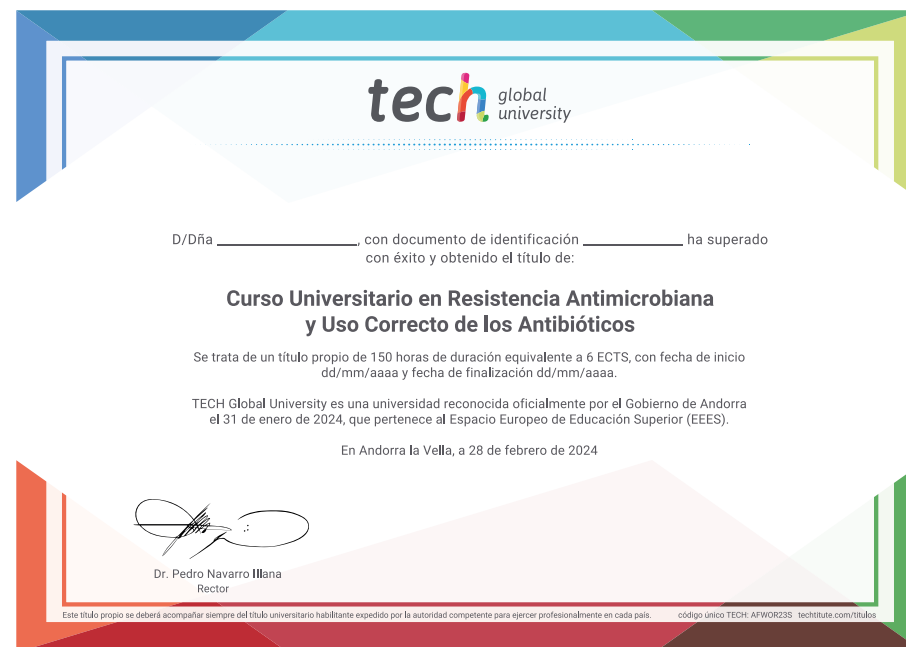 tech global university
D/Dña ______________, con documento de identificación __________ ha superado
con éxito y obtenido el título de:
Curso Universitario en Resistencia Antimicrobiana
y Uso Correcto de los Antibióticos
Se trata de un título propio de 150 horas de duración equivalente a 6 ECTS, con fecha de inicio
dd/mm/aaaa y fecha de finalización dd/mm/aaaa.
TECH Global University es una universidad reconocida oficialmente por el Gobierno de Andorra
el 31 de enero de 2024, que pertenece al Espacio Europeo de Educación Superior (EEES).
En Andorra la Vella, a 28 de febrero de 2024
Dr. Pedro Navarro Illana
Rector
Este título propio se deberá acompañar siempre del título universitario habilitante expedido por la autoridad competente para ejercer profesionalmente en cada país. código único TECH: AFWOR23S techtitute.com/titulos